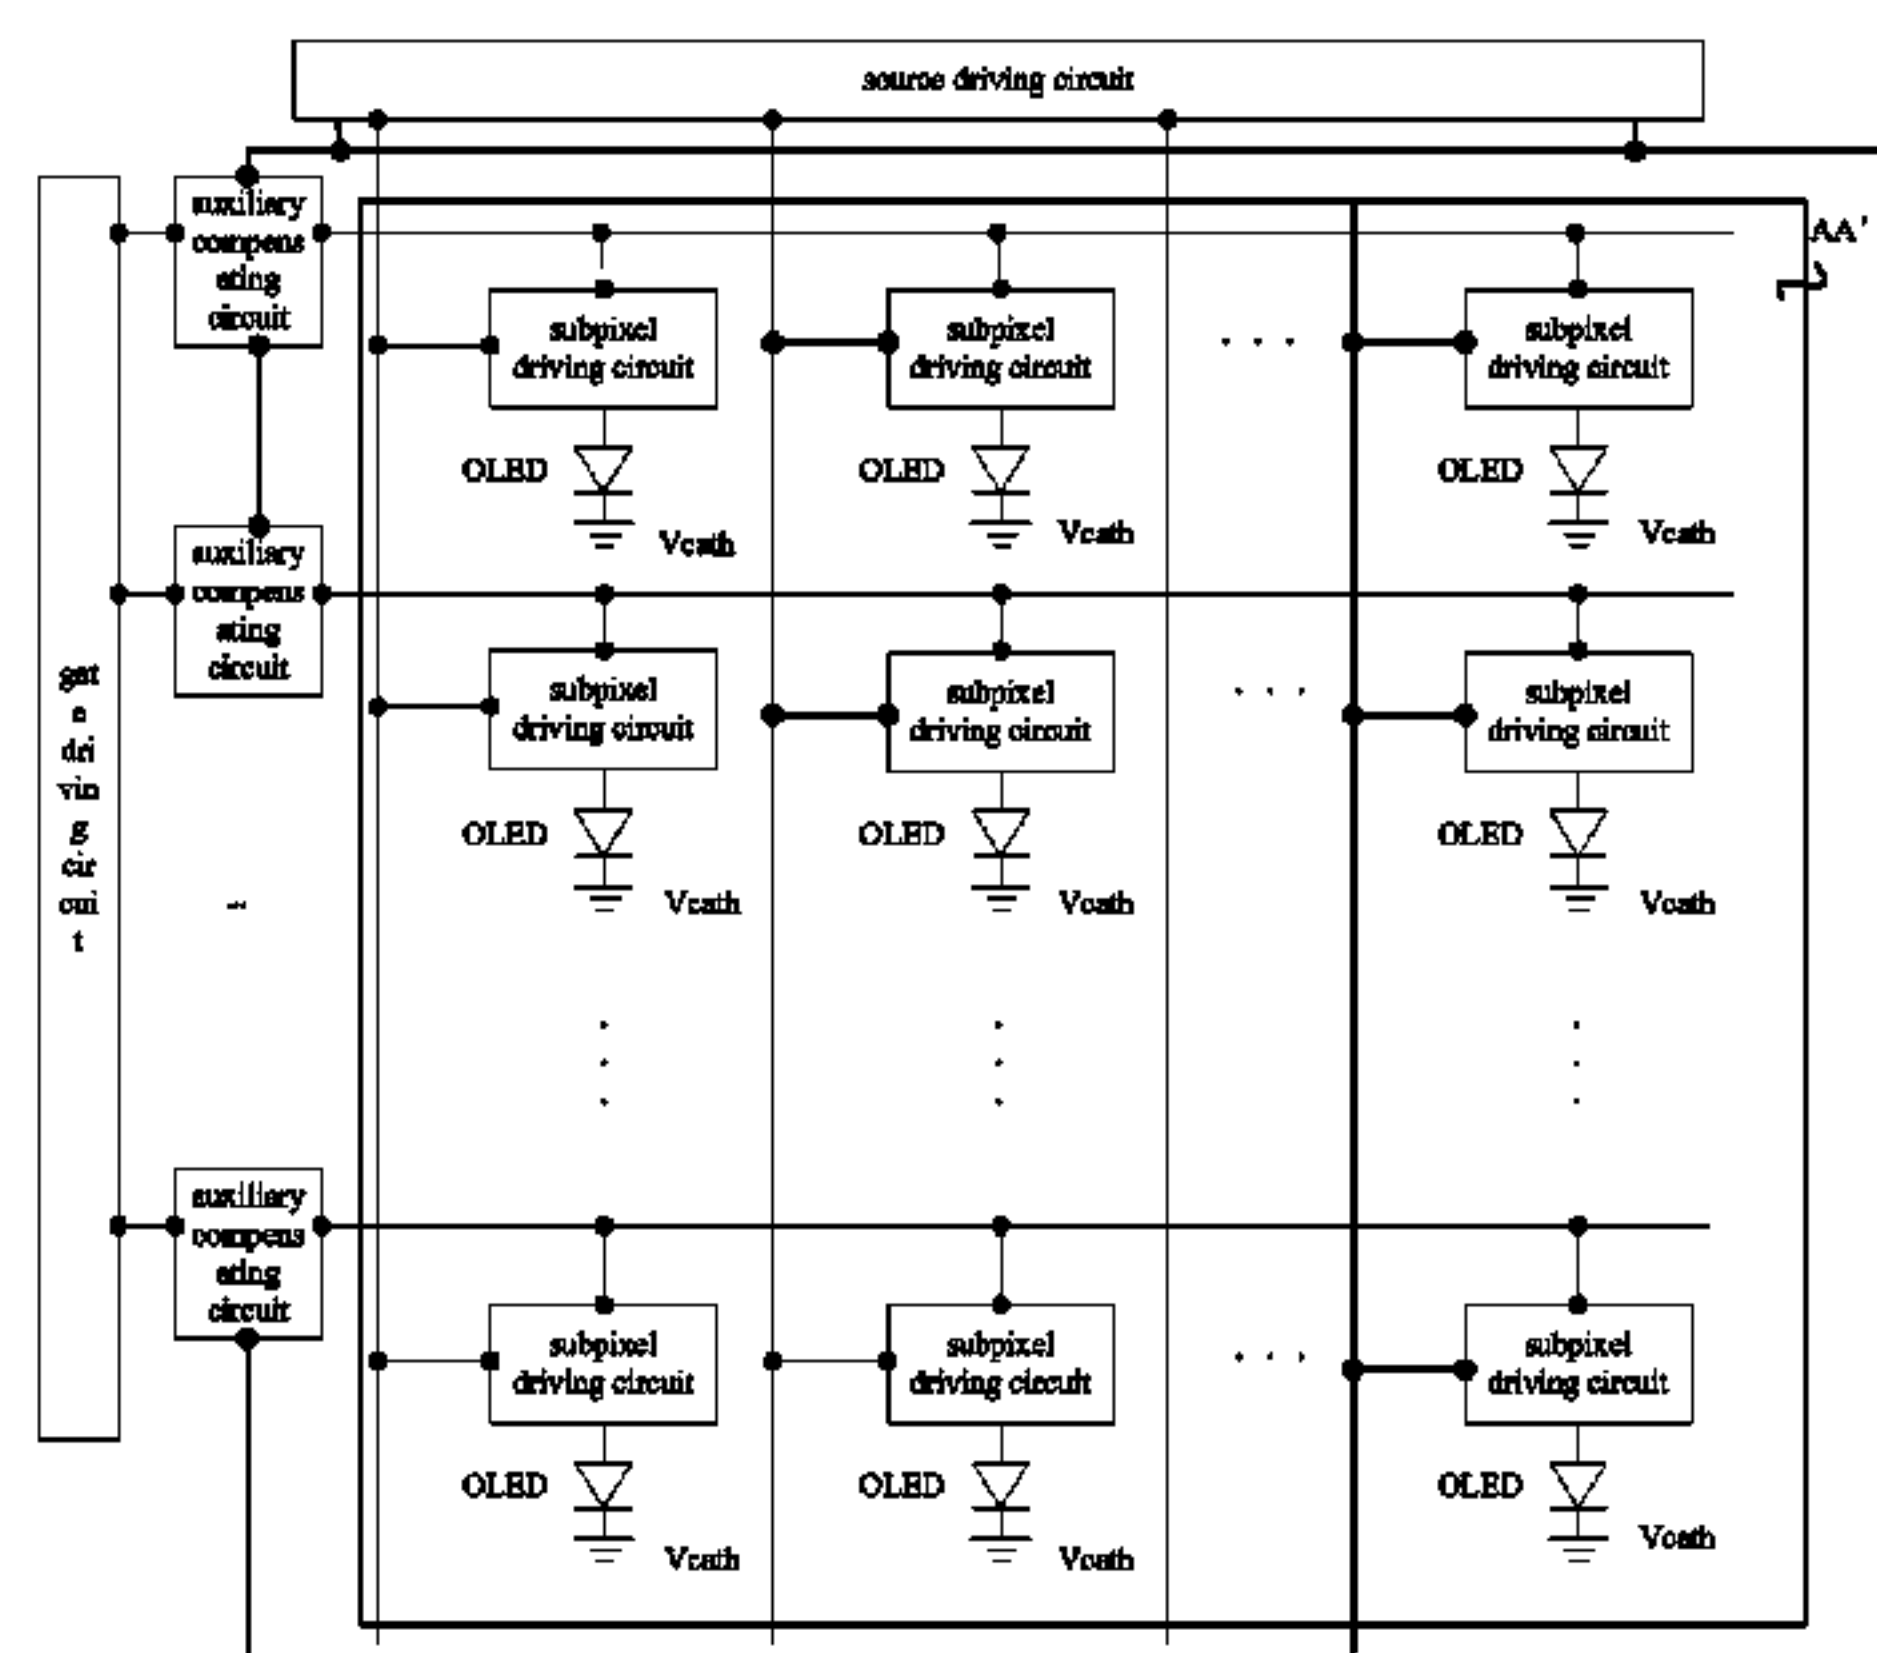 source driving circuit
auxiliary
compens
ating
circuit
AA'
subpixel
driving circuit
subpixel
driving circuit
. . .
subpixel
driving circuit
OLED
OLED
OLED
Vcath
Vcath
Vcath
auxiliary
compens
ating
circuit
gat
e
dri
vin
g
cir
cui
t
subpixel
driving circuit
subpixel
driving circuit
. . .
subpixel
driving circuit
OLED
OLED
OLED
Vcath
Vcath
Vcath
auxiliary
compens
ating
circuit
subpixel
driving circuit
subpixel
driving circuit
. . .
subpixel
driving circuit
OLED
OLED
OLED
Vcath
Vcath
Vcath